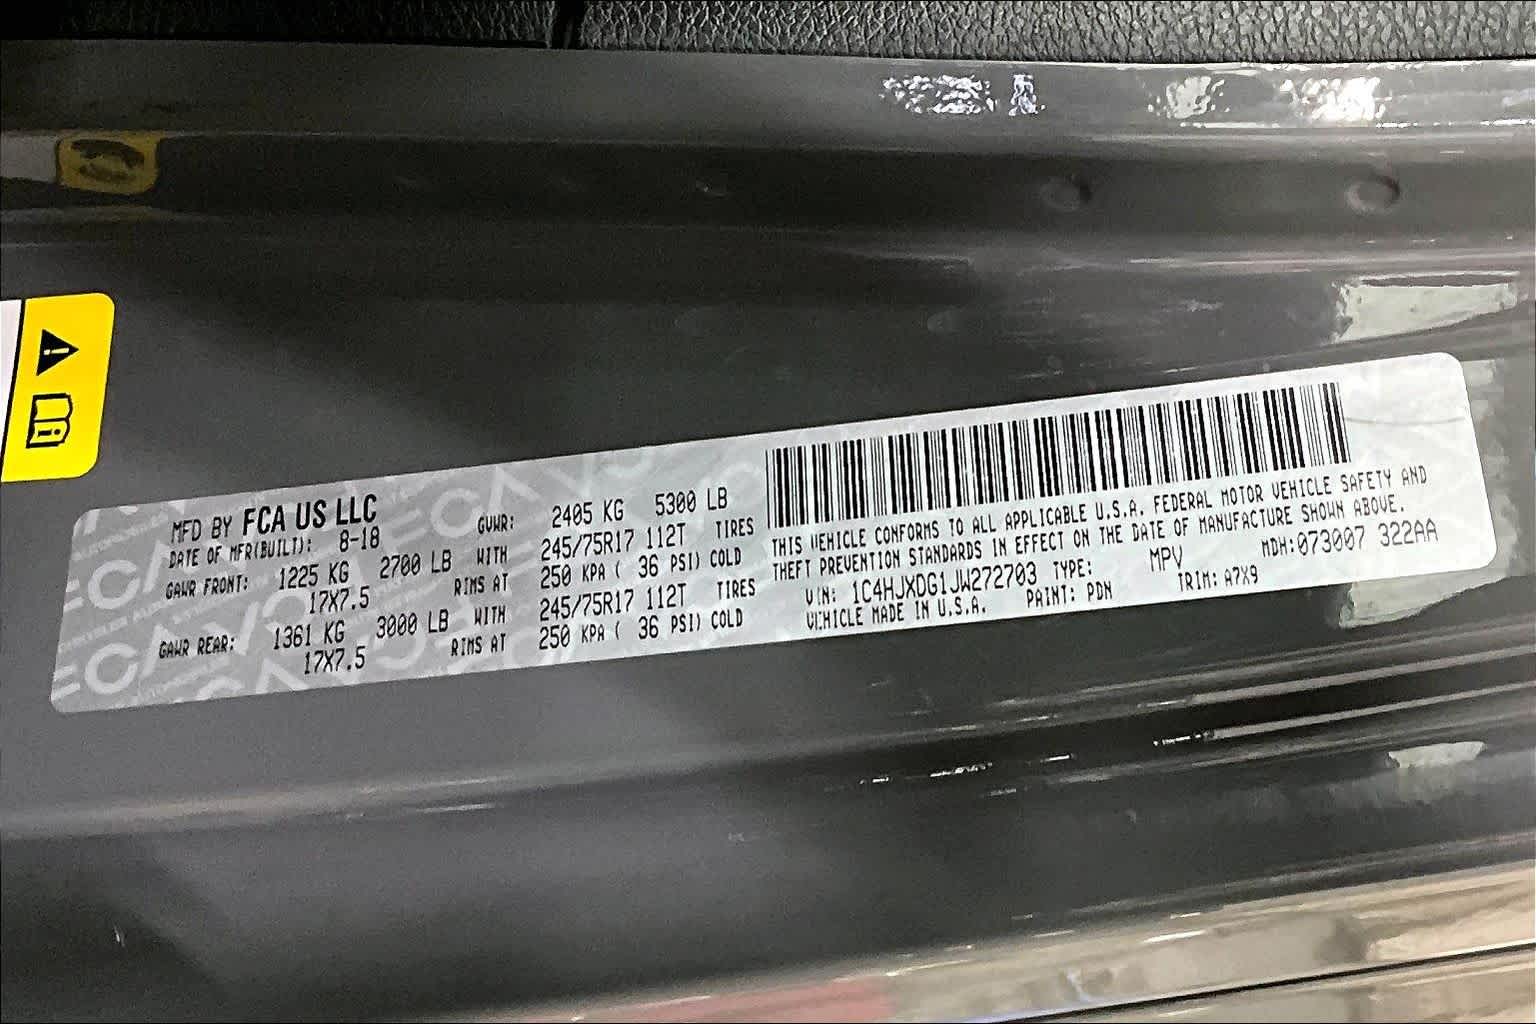 MFD BY FCA US LLC
DATE OF MFR(BUILT): 8-18 GVWR: 2405 KG 5300 LB
GAWR FRONT: 1225 KG 2700 LB WITH 245/75R17 112T TIRES
17X7.5 RIMS AT 250 KPA ( 36 PSI) COLD
GAWR REAR: 1361 KG 3000 LB WITH 245/75R17 112T TIRES
17X7.5 RIMS AT 250 KPA ( 36 PSI) COLD
THIS VEHICLE CONFORMS TO ALL APPLICABLE U.S.A. FEDERAL MOTOR VEHICLE SAFETY AND
THEFT PREVENTION STANDARDS IN EFFECT ON THE DATE OF MANUFACTURE SHOWN ABOVE.
VIN: 1C4HJXDG1JW272703 TYPE: MPV MDH:073007 322AA
VEHICLE MADE IN U.S.A. PAINT: PDN TRIM: A7X9